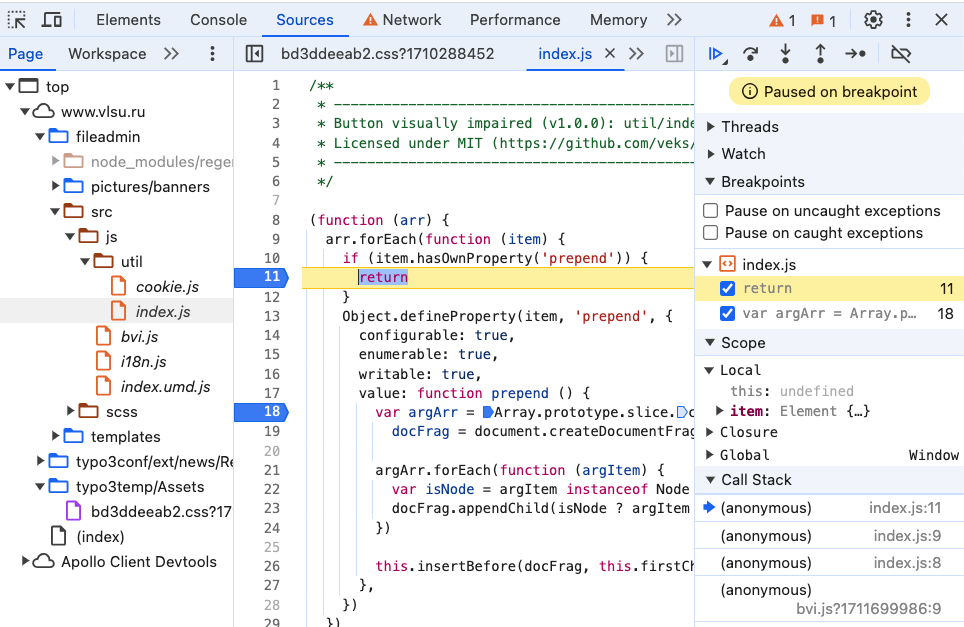 Elements Console Sources Network Performance Memory 1 1
Page Workspace
bd3ddeeab2.css?1710288452 index.js
top
www.vlsu.ru
fileadmin
node_modules/reger
pictures/banners
src
js
util
cookie.js
index.js
bvi.js
i18n.js
index.umd.js
scss
templates
typo3conf/ext/news/Re
typo3temp/Assets
bd3ddeeab2.css?17
(index)
Apollo Client Devtools
1 /**
2 * --------------------------------------------
3 * Button visually impaired (v1.0.0): util/inde
4 * Licensed under MIT (https://github.com/veks/
5 * --------------------------------------------
6 */
7
8 (function (arr) {
9 arr.forEach(function (item) {
10 if (item.hasOwnProperty('prepend')) {
11 return
12 }
13 Object.defineProperty(item, 'prepend', {
14 configurable: true,
15 enumerable: true,
16 writable: true,
17 value: function prepend () {
18 var argArr = Array.prototype.slice.c
19 docFrag = document.createDocumentFrag
20
21 argArr.forEach(function (argItem) {
22 var isNode = argItem instanceof Node
23 docFrag.appendChild(isNode ? argItem
24 })
25
26 this.insertBefore(docFrag, this.firstCh
27 },
28 })
29 })
Paused on breakpoint
Threads
Watch
Breakpoints
Pause on uncaught exceptions
Pause on caught exceptions
index.js
return 11
var argArr = Array.p… 18
Scope
Local
this: undefined
item: Element {…}
Closure
Global Window
Call Stack
(anonymous) index.js:11
(anonymous) index.js:9
(anonymous) index.js:8
(anonymous)
bvi.js?1711699986:9